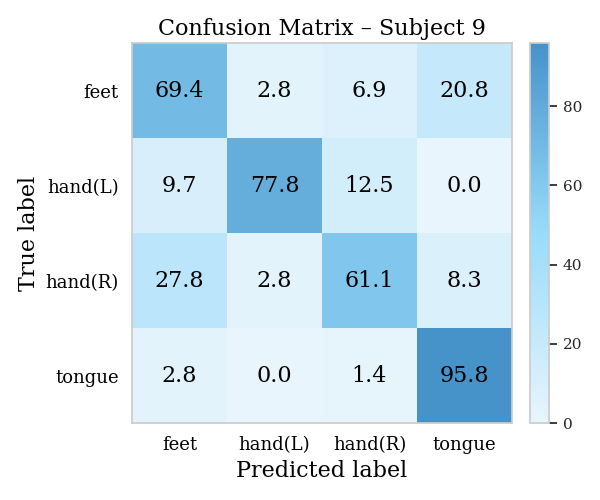 Confusion Matrix – Subject 9
True label
feet 69.4 2.8 6.9 20.8
hand(L) 9.7 77.8 12.5 0.0
hand(R) 27.8 2.8 61.1 8.3
tongue 2.8 0.0 1.4 95.8
feet hand(L) hand(R) tongue
Predicted label
80
60
40
20
0